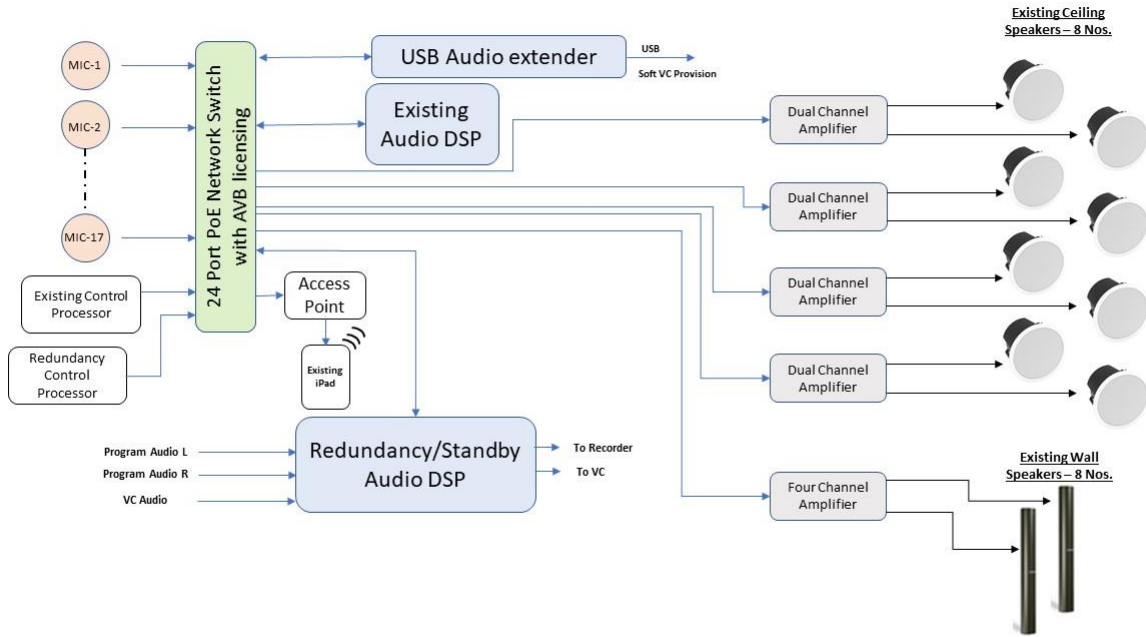 Existing Ceiling
Speakers – 8 Nos.
MIC-1
MIC-2
MIC-17
24 Port PoE Network Switch
with AVB licensing
USB Audio extender
USB
Soft VC Provision
Existing
Audio DSP
Existing Control
Processor
Redundancy
Control
Processor
Access
Point
Existing
iPad
Program Audio L
Program Audio R
VC Audio
Redundancy/Standby
Audio DSP
To Recorder
To VC
Dual Channel
Amplifier
Dual Channel
Amplifier
Dual Channel
Amplifier
Dual Channel
Amplifier
Four Channel
Amplifier
Existing Wall
Speakers – 8 Nos.